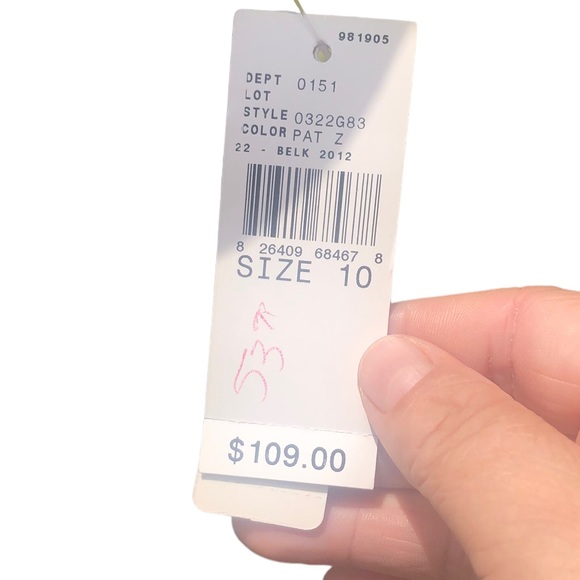 981905
DEPT 0151
LOT
STYLE 0322G83
COLOR PAT Z
22 - BELK 2012
8 26409 68467 8
SIZE 10
$109.00